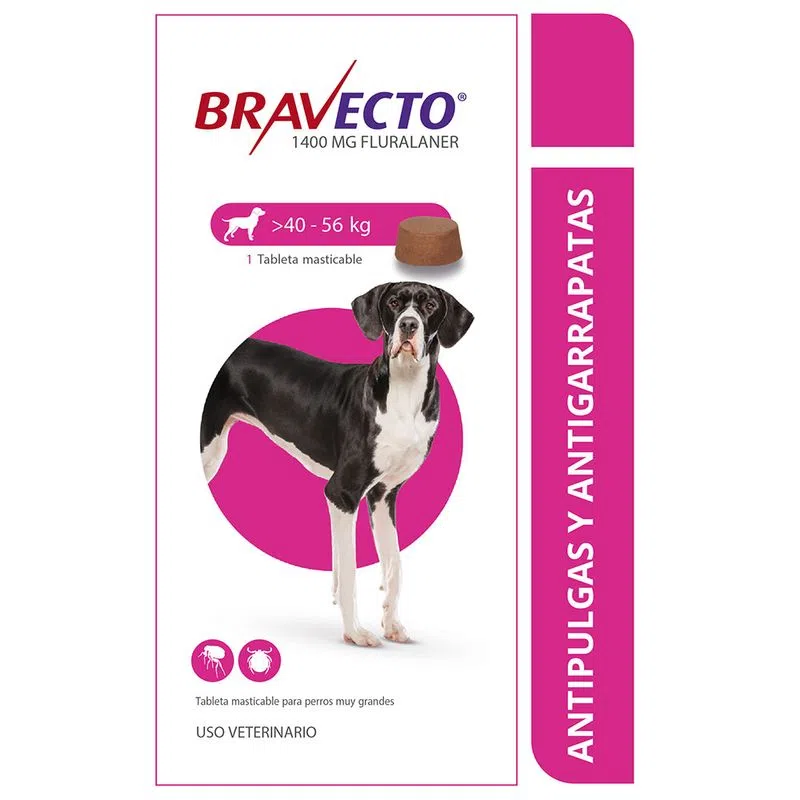 BRAVECTO®
1400 MG FLURALANER
>40 - 56 kg
1 Tableta masticable
Tableta masticable para perros muy grandes
USO VETERINARIO
ANTIPULGAS Y ANTIGARRAPATAS